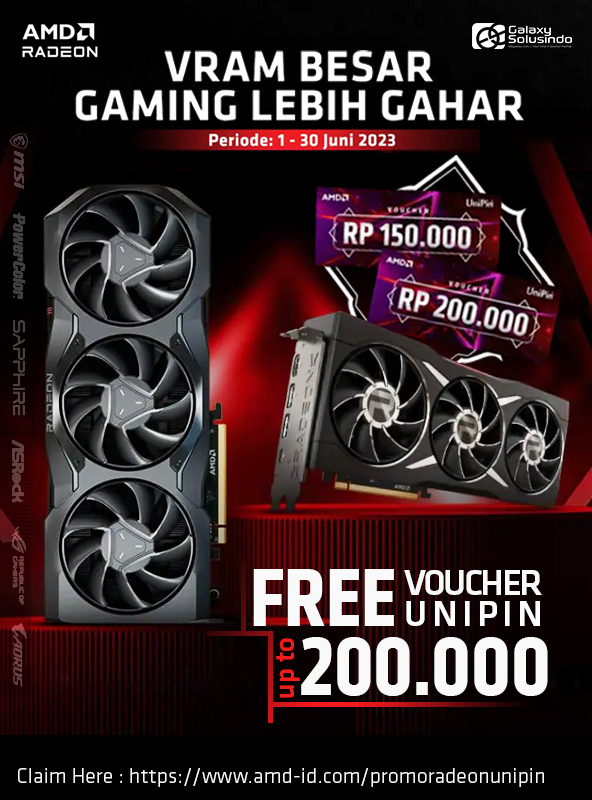 AMD
RADEON
Galaxy
Solusindo
VRAM BESAR
GAMING LEBIH GAHAR
Periode: 1 - 30 Juni 2023
msi
PowerColor
SAPPHIRE
ASRock
REPUBLIC OF
GAMERS
AORUS
AMD
UniPin
VOUCHER
RP 150.000
AMD
UniPin
VOUCHER
RP 200.000
RADEON
AMD
RADEON
R
AMD
FREE VOUCHER
UNIPIN
up to 200.000
Claim Here : https://www.amd-id.com/promoradeonunipin